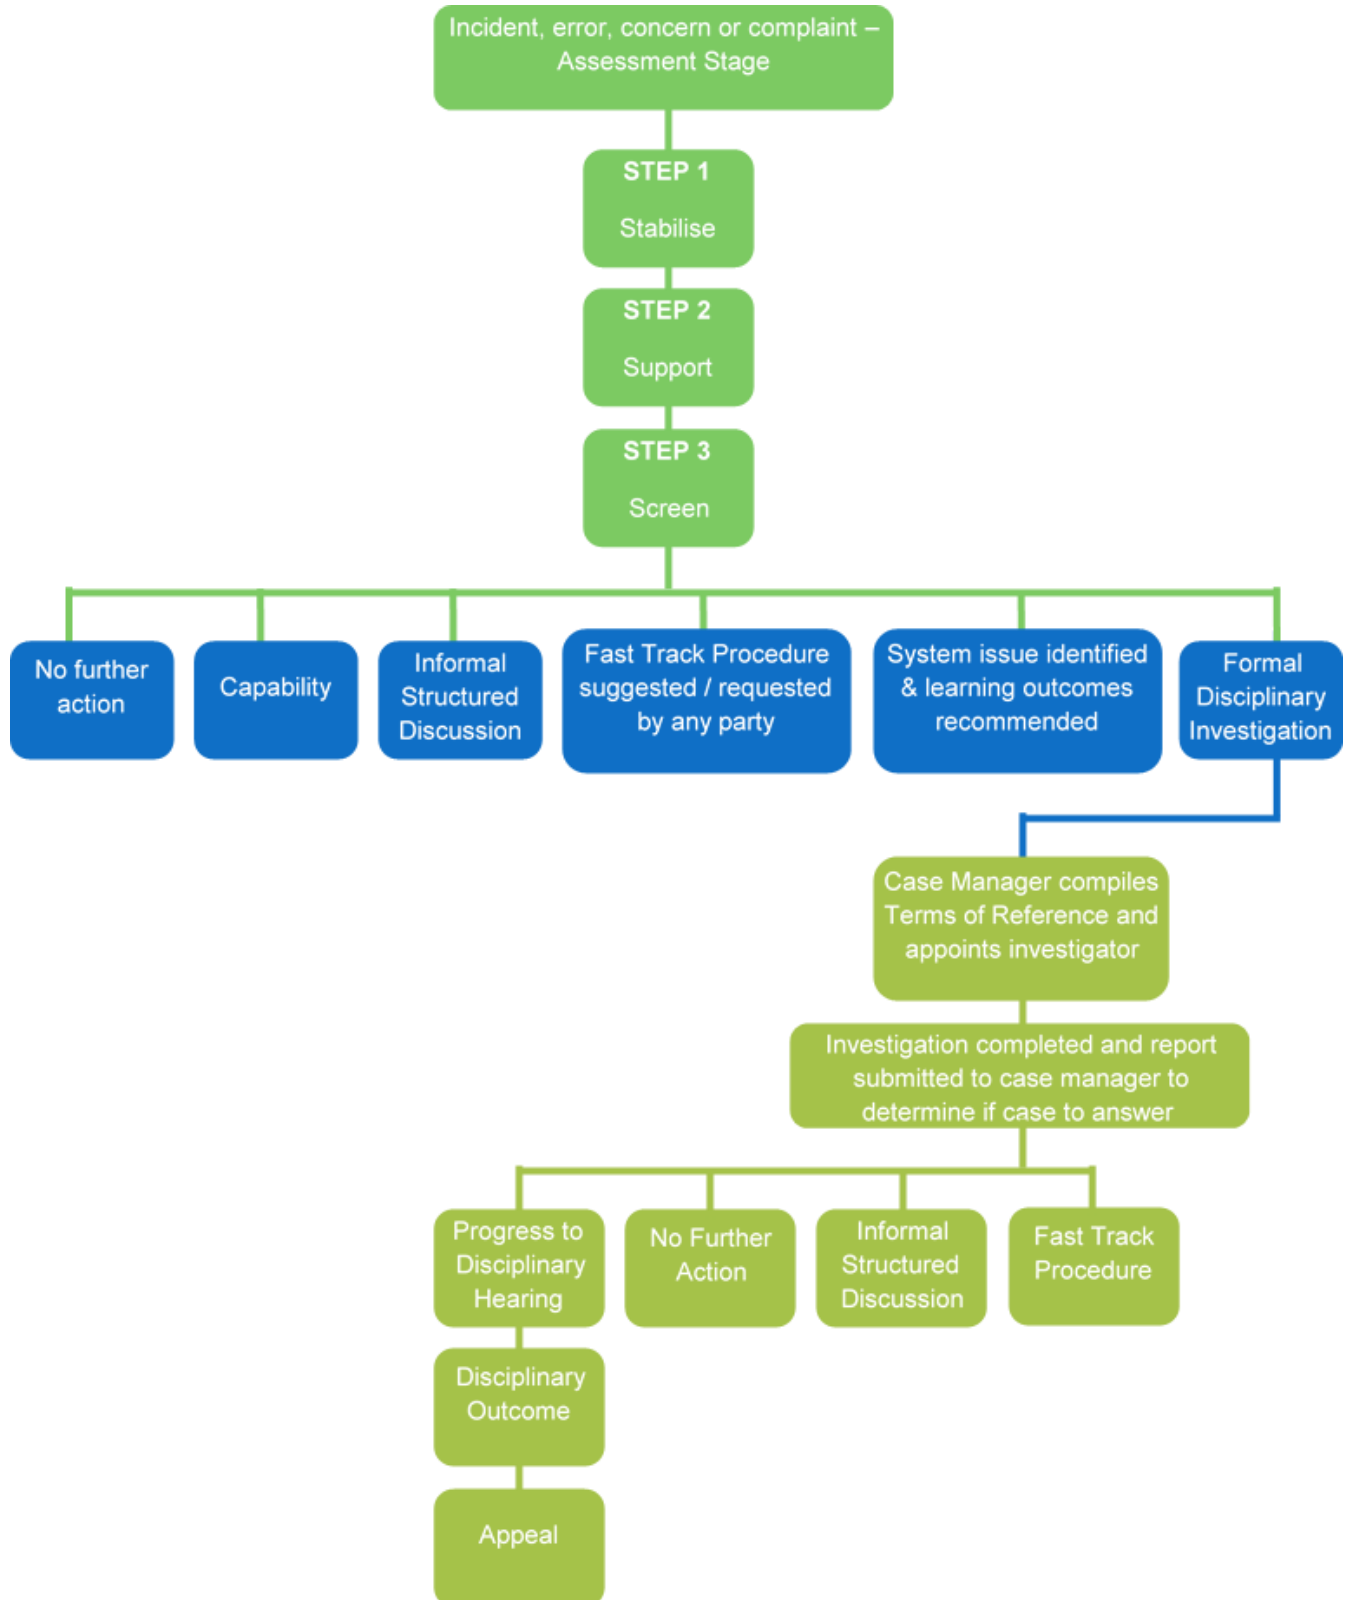 Incident, error, concern or complaint –
Assessment Stage
STEP 1
Stabilise
STEP 2
Support
STEP 3
Screen
No further
action
Capability
Informal
Structured
Discussion
Fast Track Procedure
suggested / requested
by any party
System issue identified
& learning outcomes
recommended
Formal
Disciplinary
Investigation
Case Manager compiles
Terms of Reference and
appoints investigator
Investigation completed and report
submitted to case manager to
determine if case to answer
Progress to
Disciplinary
Hearing
No Further
Action
Informal
Structured
Discussion
Fast Track
Procedure
Disciplinary
Outcome
Appeal